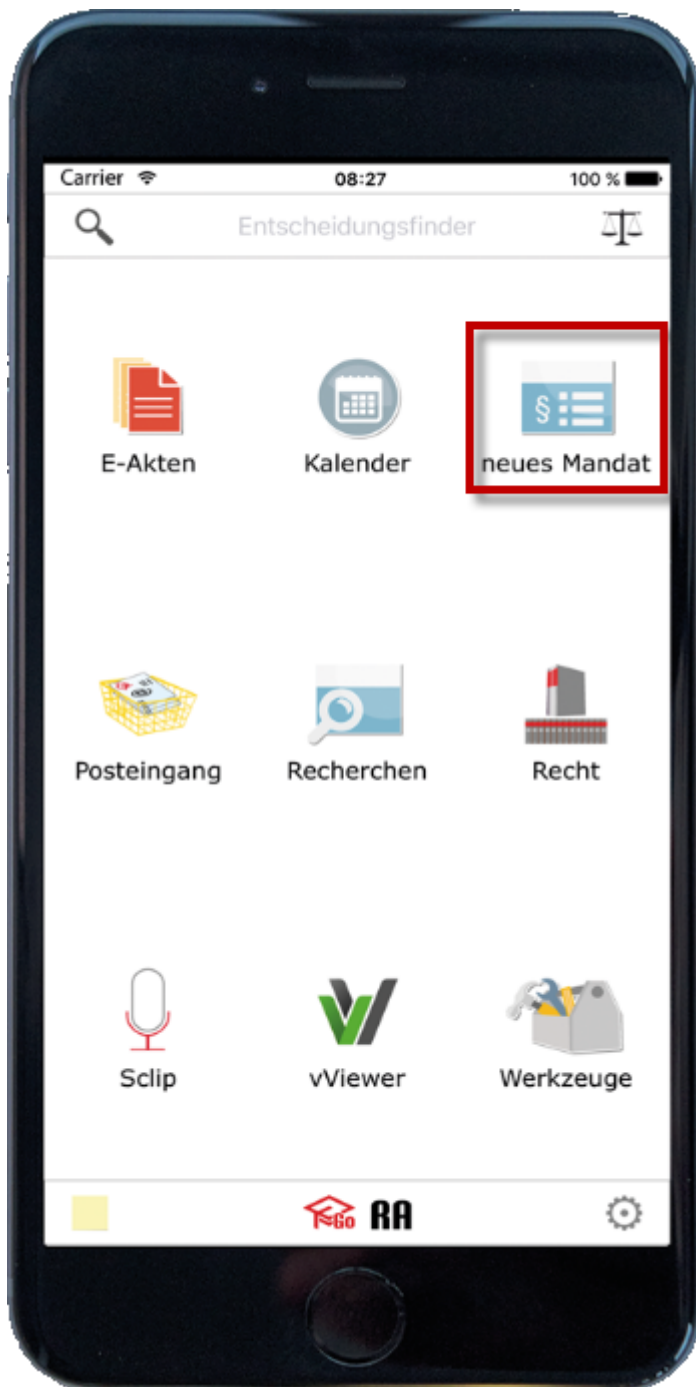 Carrier 08:27 100 %
Entscheidungsfinder
E-Akten Kalender neues Mandat
§
Posteingang Recherchen Recht
Sclip vViewer Werkzeuge
Go RA